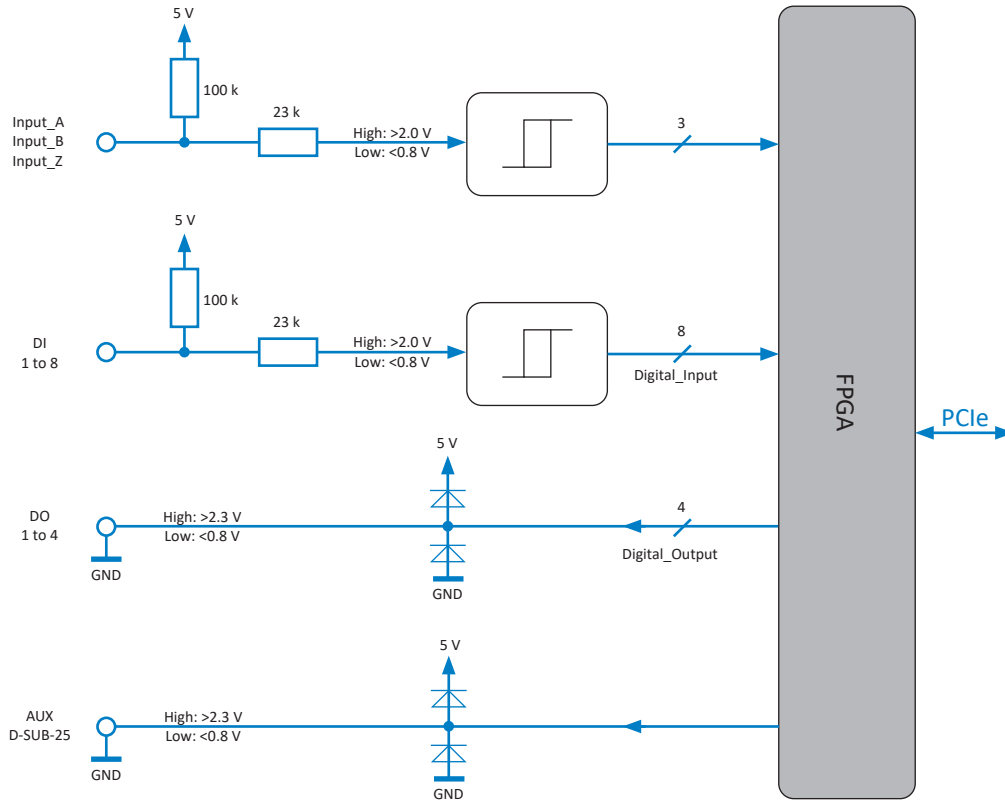 5 V
100 k
23 k
Input_A
Input_B
Input_Z
High: >2.0 V
Low: <0.8 V
3
5 V
100 k
23 k
DI
1 to 8
High: >2.0 V
Low: <0.8 V
8
Digital_Input
FPGA
PCIe
5 V
DO
1 to 4
High: >2.3 V
Low: <0.8 V
4
Digital_Output
GND
GND
5 V
AUX
D-SUB-25
High: >2.3 V
Low: <0.8 V
GND
GND